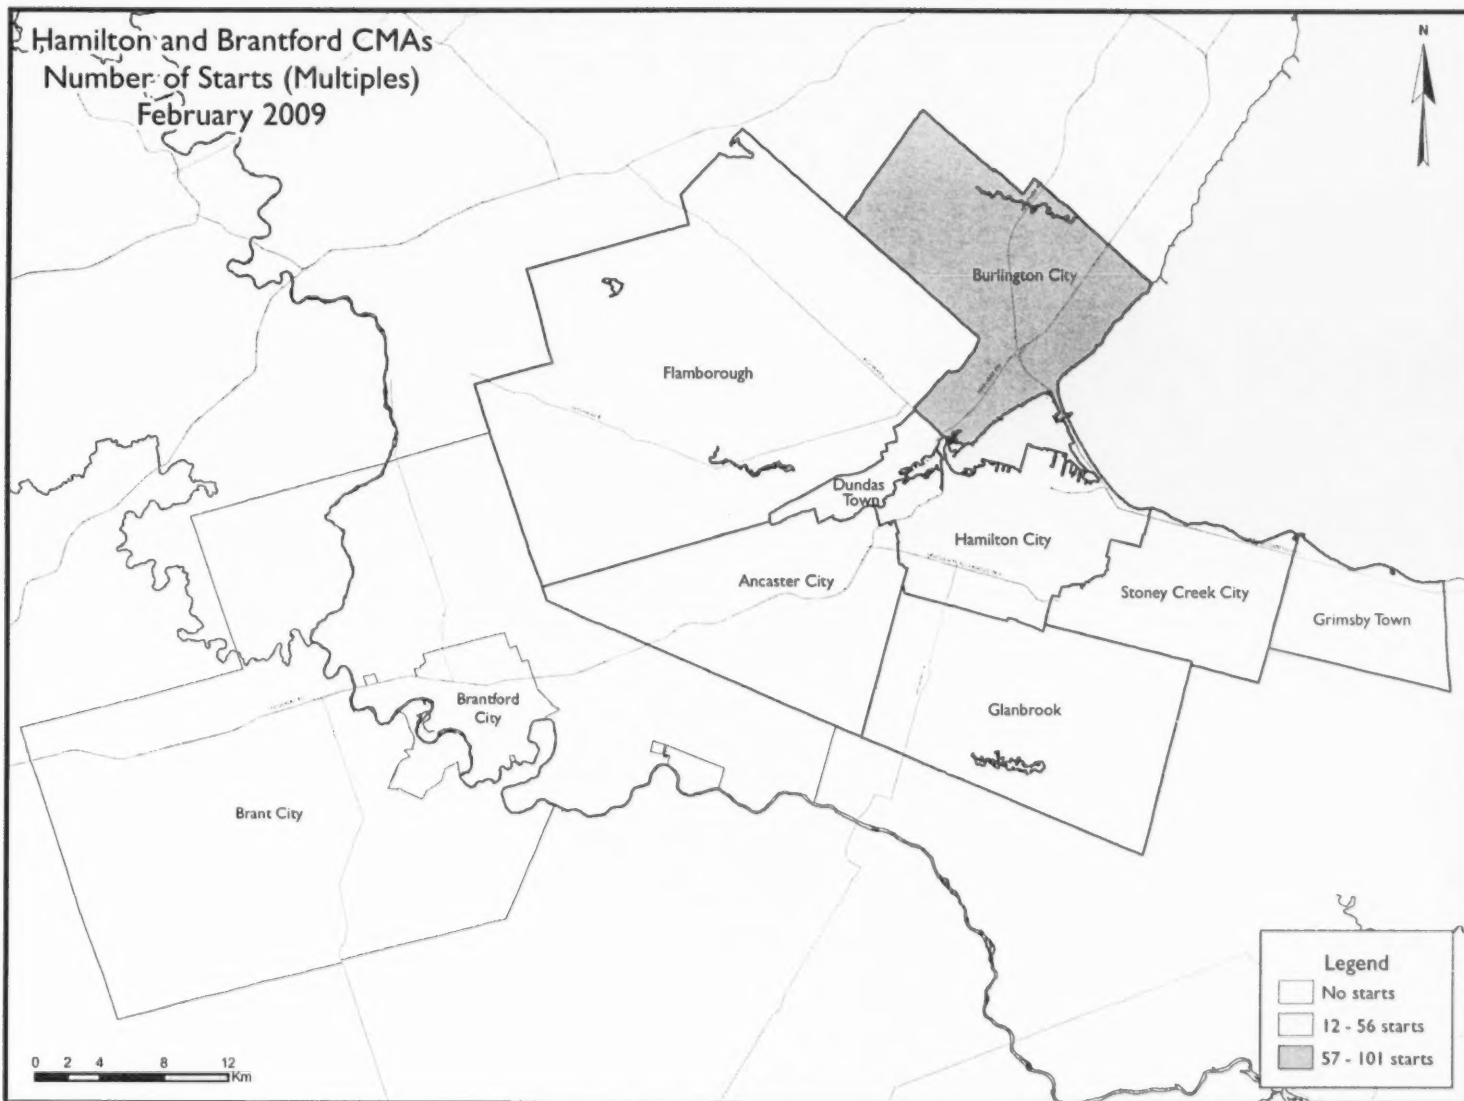 Hamilton and Brantford CMAs
Number of Starts (Multiples)
February 2009
N
Burlington City
Flamborough
Dundas
Town
Hamilton City
Ancaster City
Stoney Creek City
Grimsby Town
Brantford
City
Glanbrook
Brant City
Legend
No starts
12 - 56 starts
57 - 101 starts
0 2 4 8 12
Km